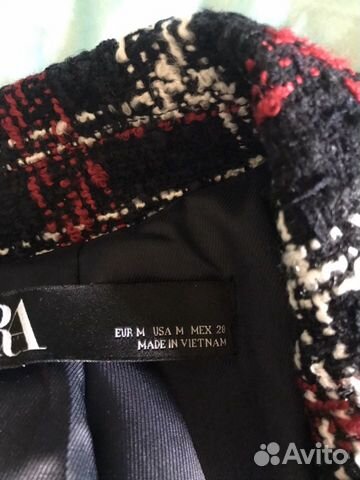 RA
EUR M USA M MEX 28
MADE IN VIETNAM
Avito